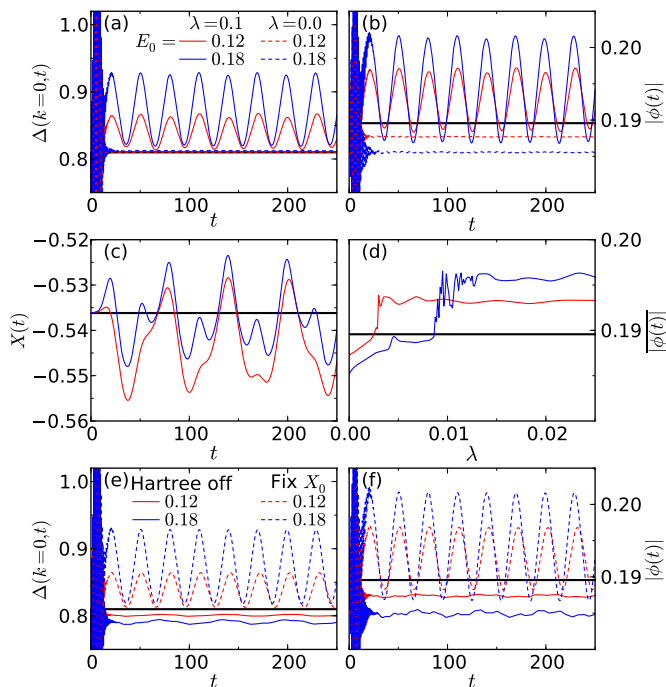 (a) λ=0.1 λ=0.0
E₀= 0.12 0.12
0.18 0.18
1.0
0.9
0.8
Δ(k=0,t)
0 100 200
t
(b)
0.20
0.19
|ϕ(t)|
0 100 200
t
(c)
−0.52
−0.53
−0.54
−0.55
−0.56
X(t)
0 100 200
t
(d)
0.20
0.19
|ϕ(t)|
0.00 0.01 0.02
λ
(e) Hartree off Fix X₀
0.12 0.12
0.18 0.18
1.0
0.9
0.8
Δ(k=0,t)
0 100 200
t
(f)
0.20
0.19
|ϕ(t)|
0 100 200
t